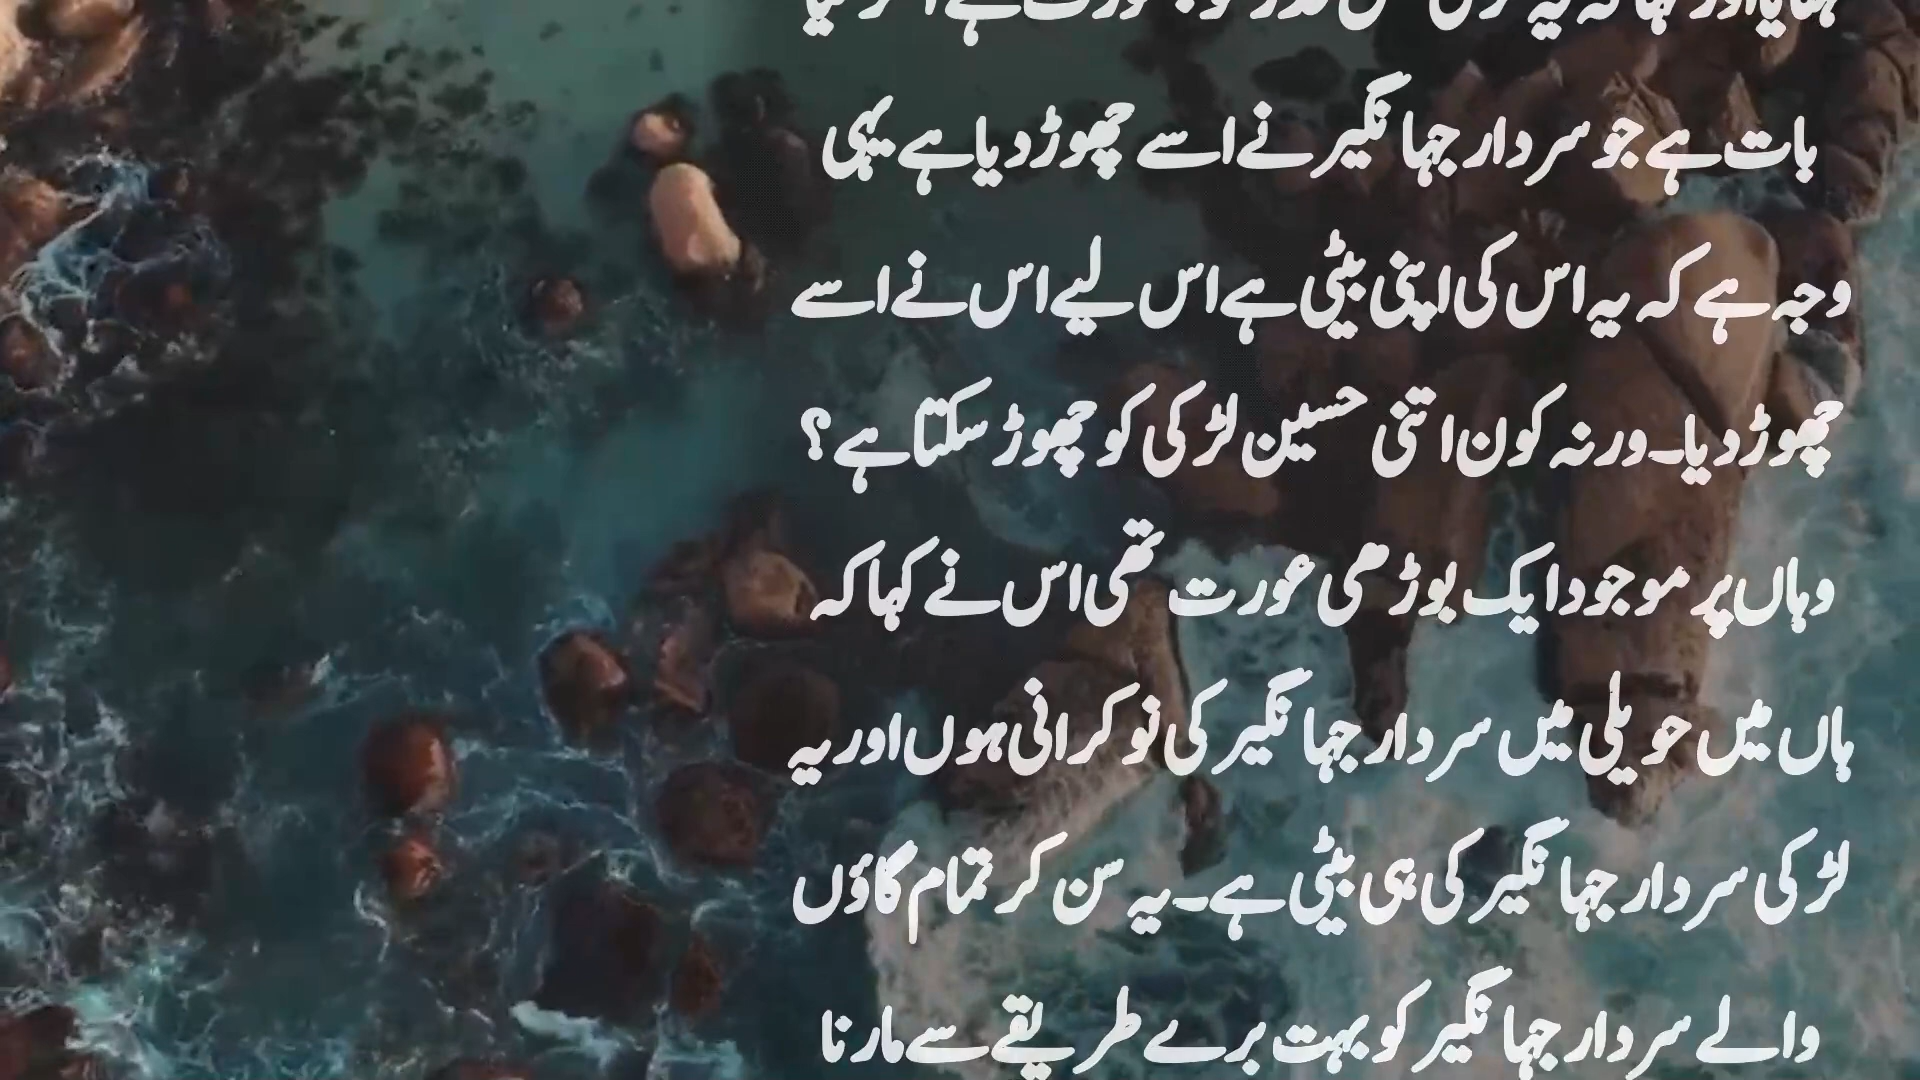 بات ہے جو سردار جہانگیر نے اسے چھوڑ دیا ہے یہی
وجہ ہے کہ یہ اس کی اپنی بیٹی ہے اس لیے اس نے اسے
چھوڑ دیا۔ ورنہ کون اتنی حسین لڑکی کو چھوڑ سکتا ہے؟
وہاں پر موجود ایک بوڑھی عورت تھی اس نے کہا کہ
ہاں میں حویلی میں سردار جہانگیر کی نوکرانی ہوں اور یہ
لڑکی سردار جہانگیر کی ہی بیٹی ہے۔ یہ سن کر تمام گاؤں
والے سردار جہانگیر کو بہت برے طریقے سے مارنا